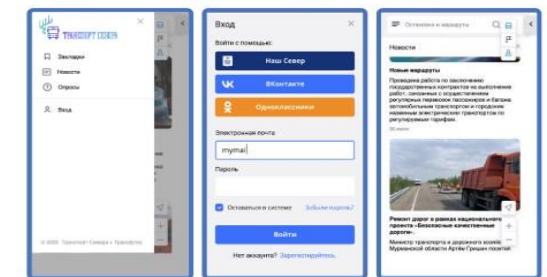 ТРАНСПОРТ СЕВЕРА
Закладки
Новости
Опросы
Вход
© 2022 Транспорт Севера + Транспорт
Вход
Войти с помощью:
Наш Север
ВКонтакте
Одноклассники
Электронная почта
mymai
Пароль
Оставаться в системе Забыли пароль?
Войти
Нет аккаунта? Зарегистрируйтесь.
Остановки и маршруты
Новости
Новые маршруты
Проведена работа по заключению
государственных контрактов на выполнение
работ, связанных с осуществлением
регулярных перевозок пассажиров и багажа
автомобильным транспортом и городским
наземным электрическим транспортом по
регулируемым тарифам.
Ремонт дорог в рамках национального
проекта «Безопасные качественные
дороги».
Министр транспорта и дорожного хозяй
Мурманской области Артём Гришин посетил